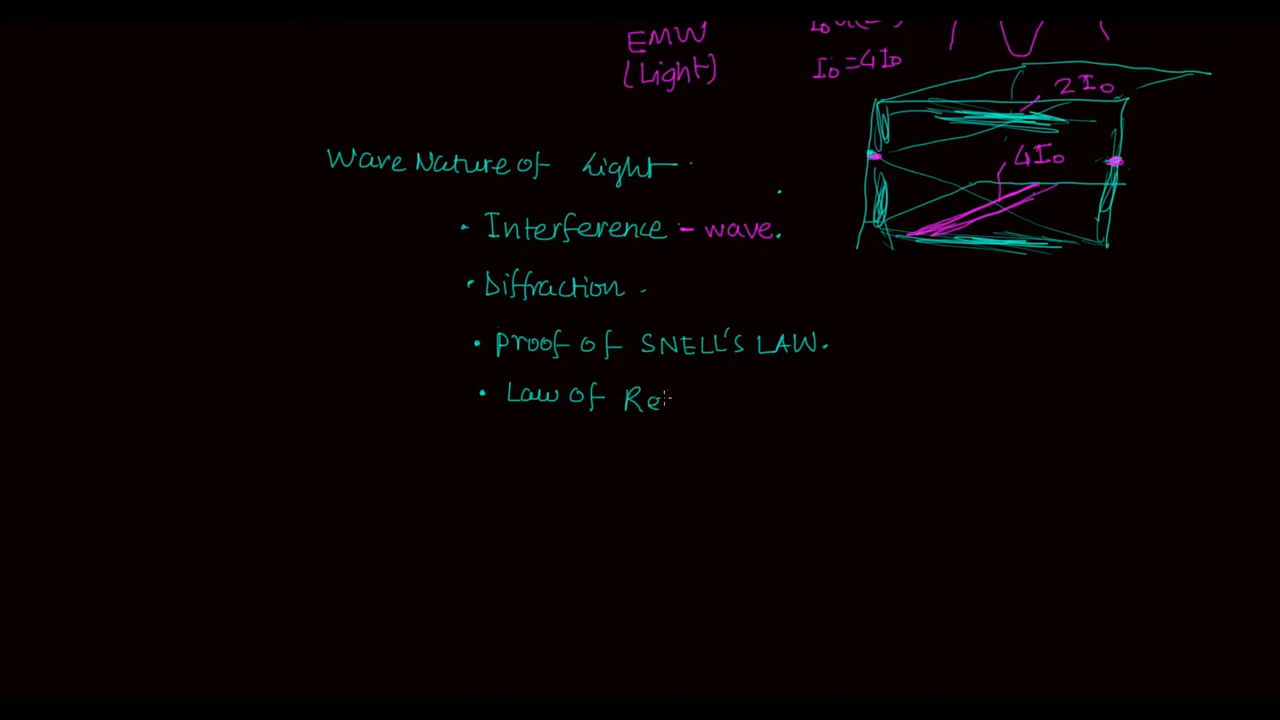 EMW
(Light)
I₀=4I₀
2I₀
4I₀
Wave Nature of Light.
• Interference - wave.
• Diffraction.
• Proof of SNELL'S LAW.
• Law of Re